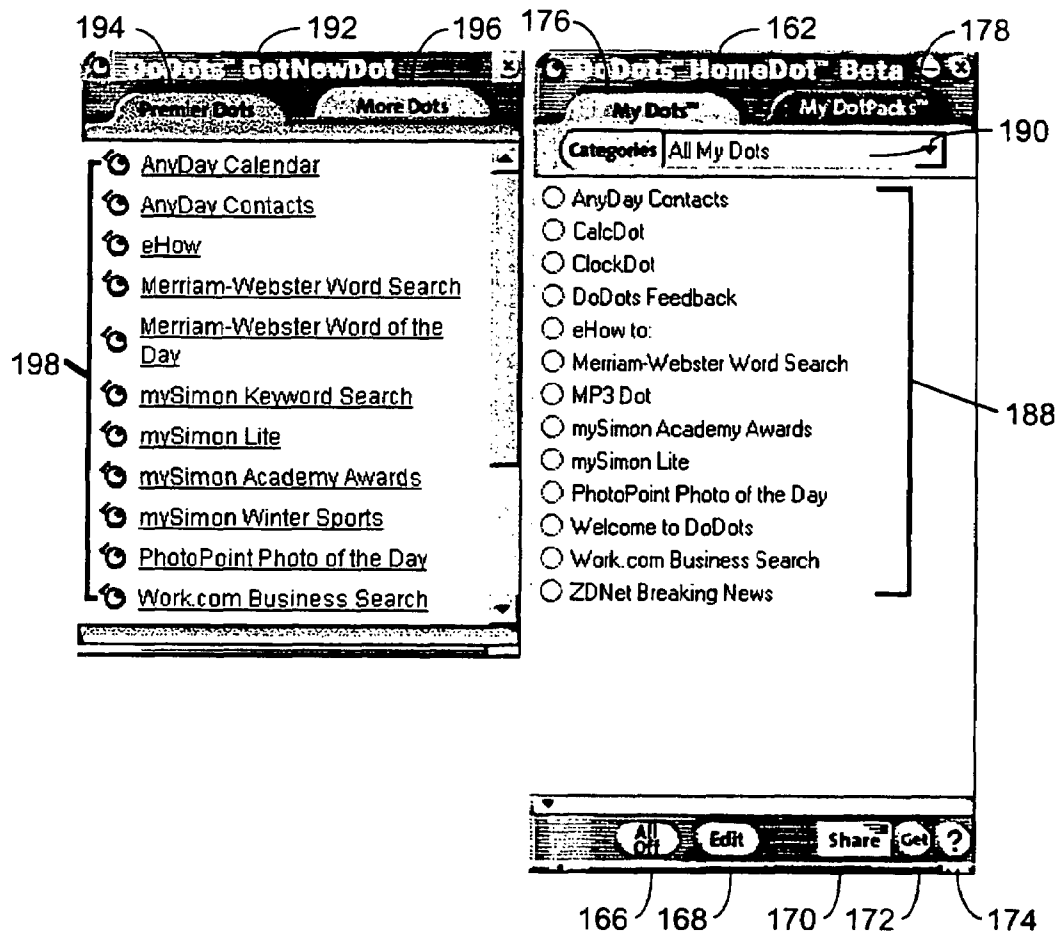 194 192 196 176 162 178
DoDots™ GetNewDot
Premier Dots More Dots
AnyDay Calendar
AnyDay Contacts
eHow
Merriam-Webster Word Search
Merriam-Webster Word of the
Day
mySimon Keyword Search
mySimon Lite
mySimon Academy Awards
mySimon Winter Sports
PhotoPoint Photo of the Day
Work.com Business Search
198
DoDots™ HomeDot™ Beta
My Dots™ My DotPacks™
190
Categories All My Dots
AnyDay Contacts
CalcDot
ClockDot
DoDots Feedback
eHow to:
Merriam-Webster Word Search
MP3 Dot
mySimon Academy Awards
mySimon Lite
PhotoPoint Photo of the Day
Welcome to DoDots
Work.com Business Search
ZDNet Breaking News
188
All
Off
Edit Share Get ?
166 168 170 172 174